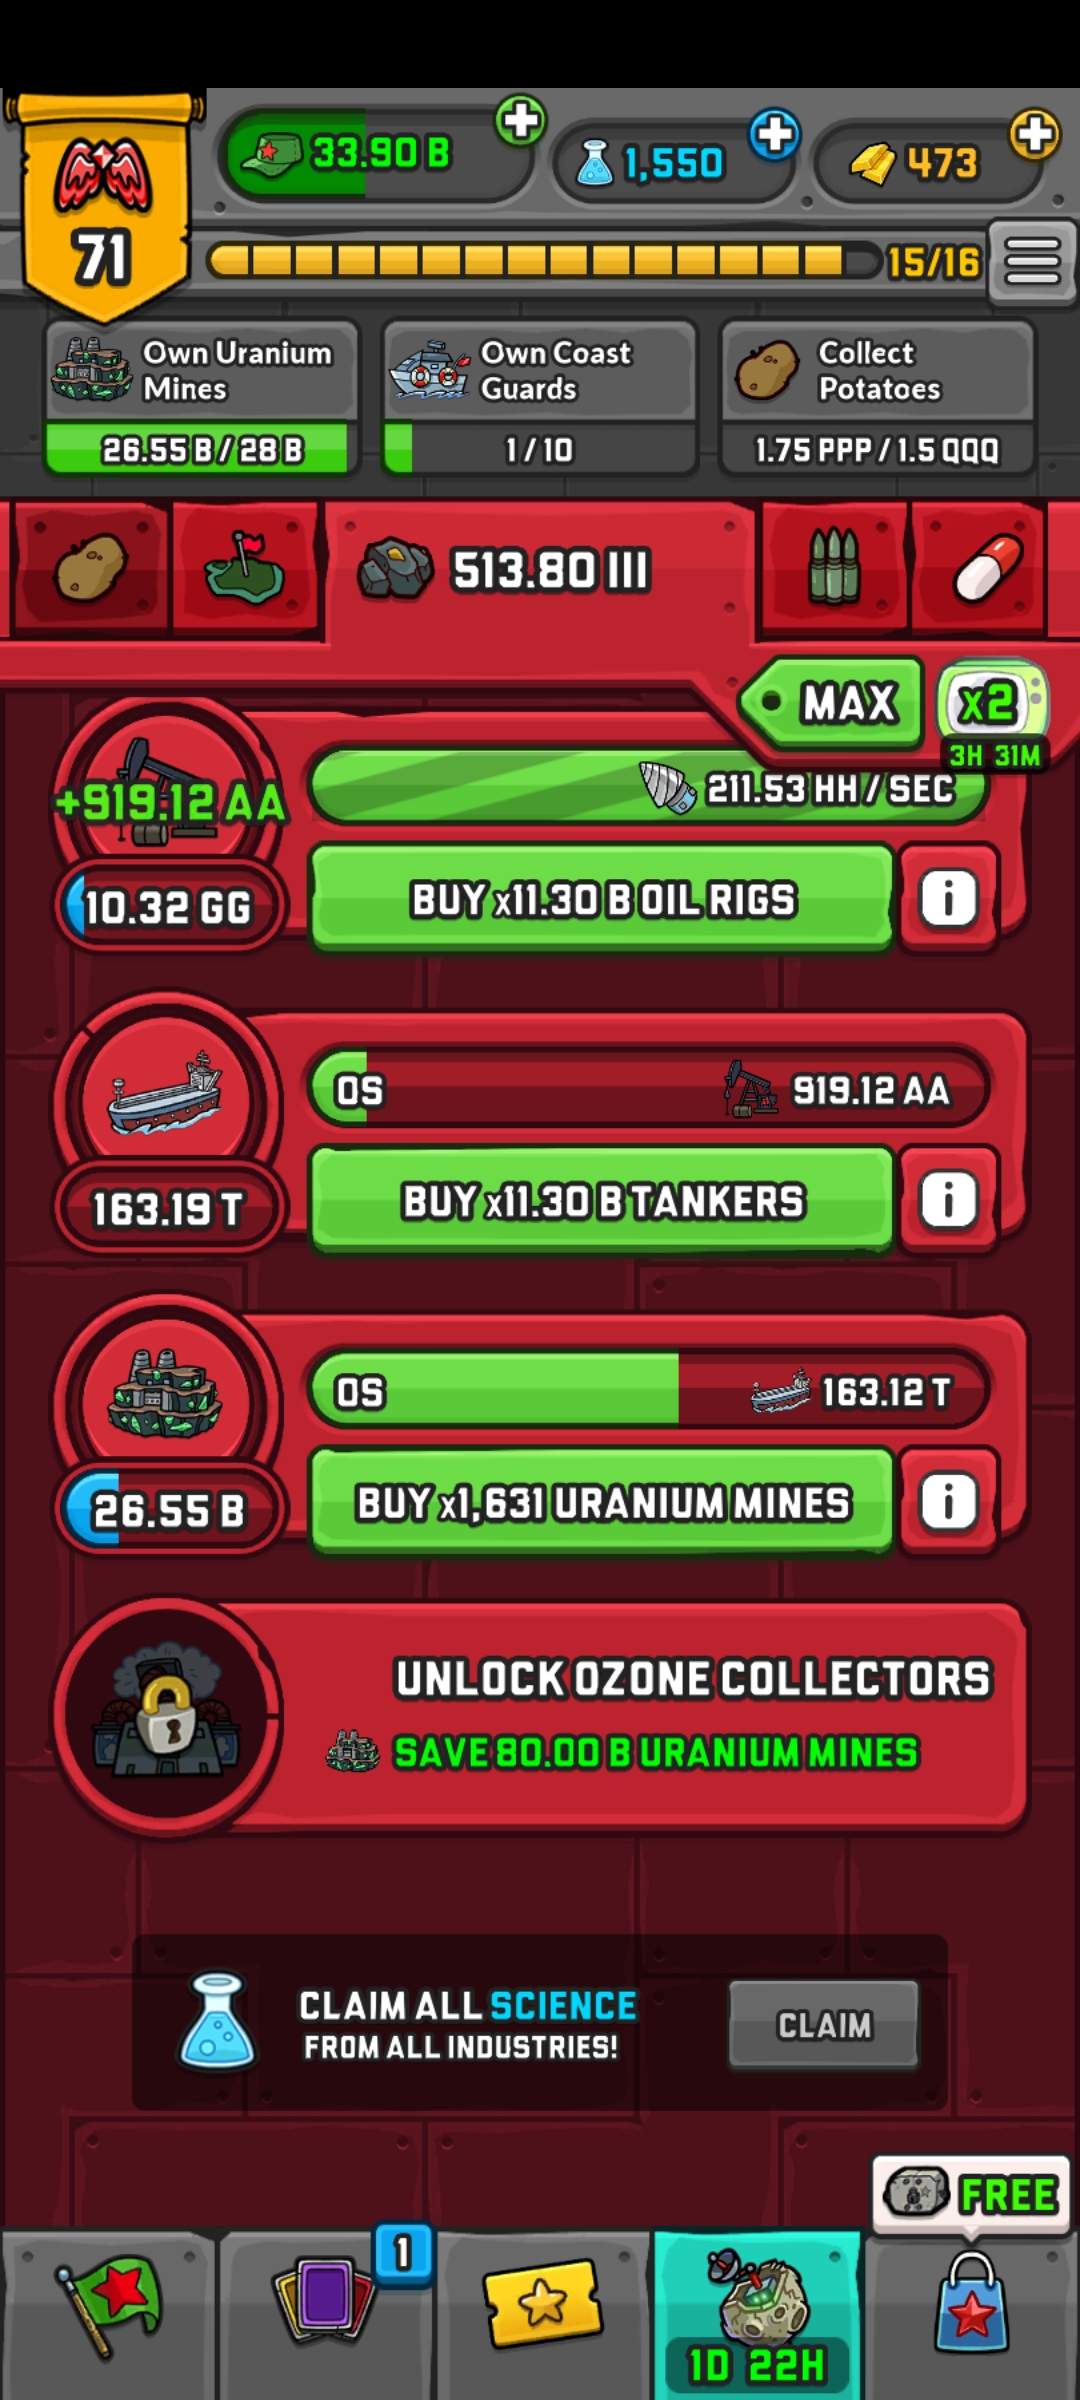 33.90 B
1,550
473
71
15/16
Own Uranium
Mines
26.55 B / 28 B
Own Coast
Guards
1 / 10
Collect
Potatoes
1.75 PPP / 1.5 QQQ
513.80 III
MAX
x2
3H 31M
+919.12 AA
211.53 HH / SEC
10.32 GG
BUY x11.30 B OIL RIGS
i
0S
919.12 AA
163.19 T
BUY x11.30 B TANKERS
i
0S
163.12 T
26.55 B
BUY x1,631 URANIUM MINES
i
UNLOCK OZONE COLLECTORS
SAVE 80.00 B URANIUM MINES
CLAIM ALL SCIENCE
FROM ALL INDUSTRIES!
CLAIM
FREE
1
1D 22H